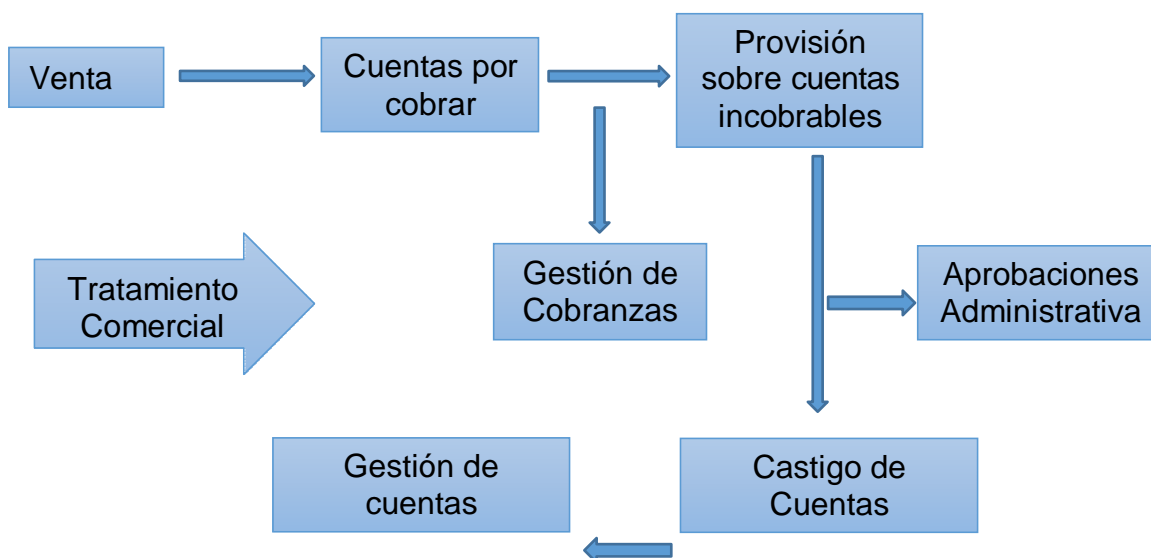 Venta
Cuentas por
cobrar
Provisión
sobre cuentas
incobrables
Tratamiento
Comercial
Gestión de
Cobranzas
Aprobaciones
Administrativa
Gestión de
cuentas
Castigo de
Cuentas